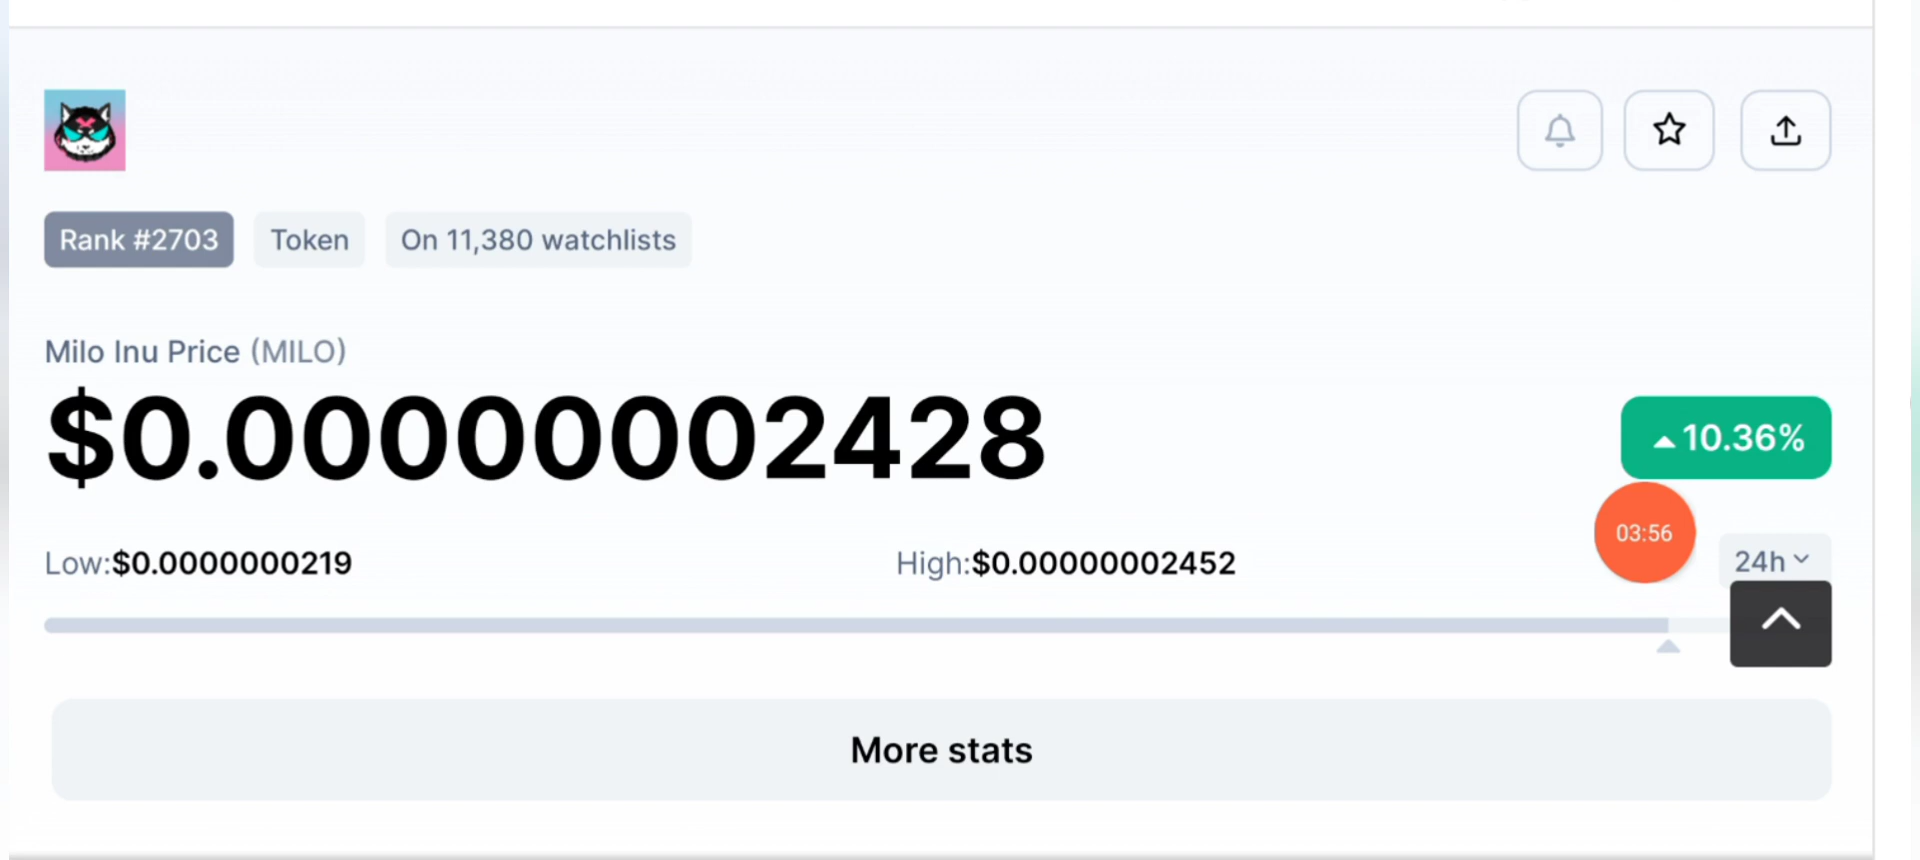 Rank #2703 Token On 11,380 watchlists
Milo Inu Price (MILO)
$0.00000002428
10.36%
03:56
Low:$0.0000000219 High:$0.00000002452 24h
More stats